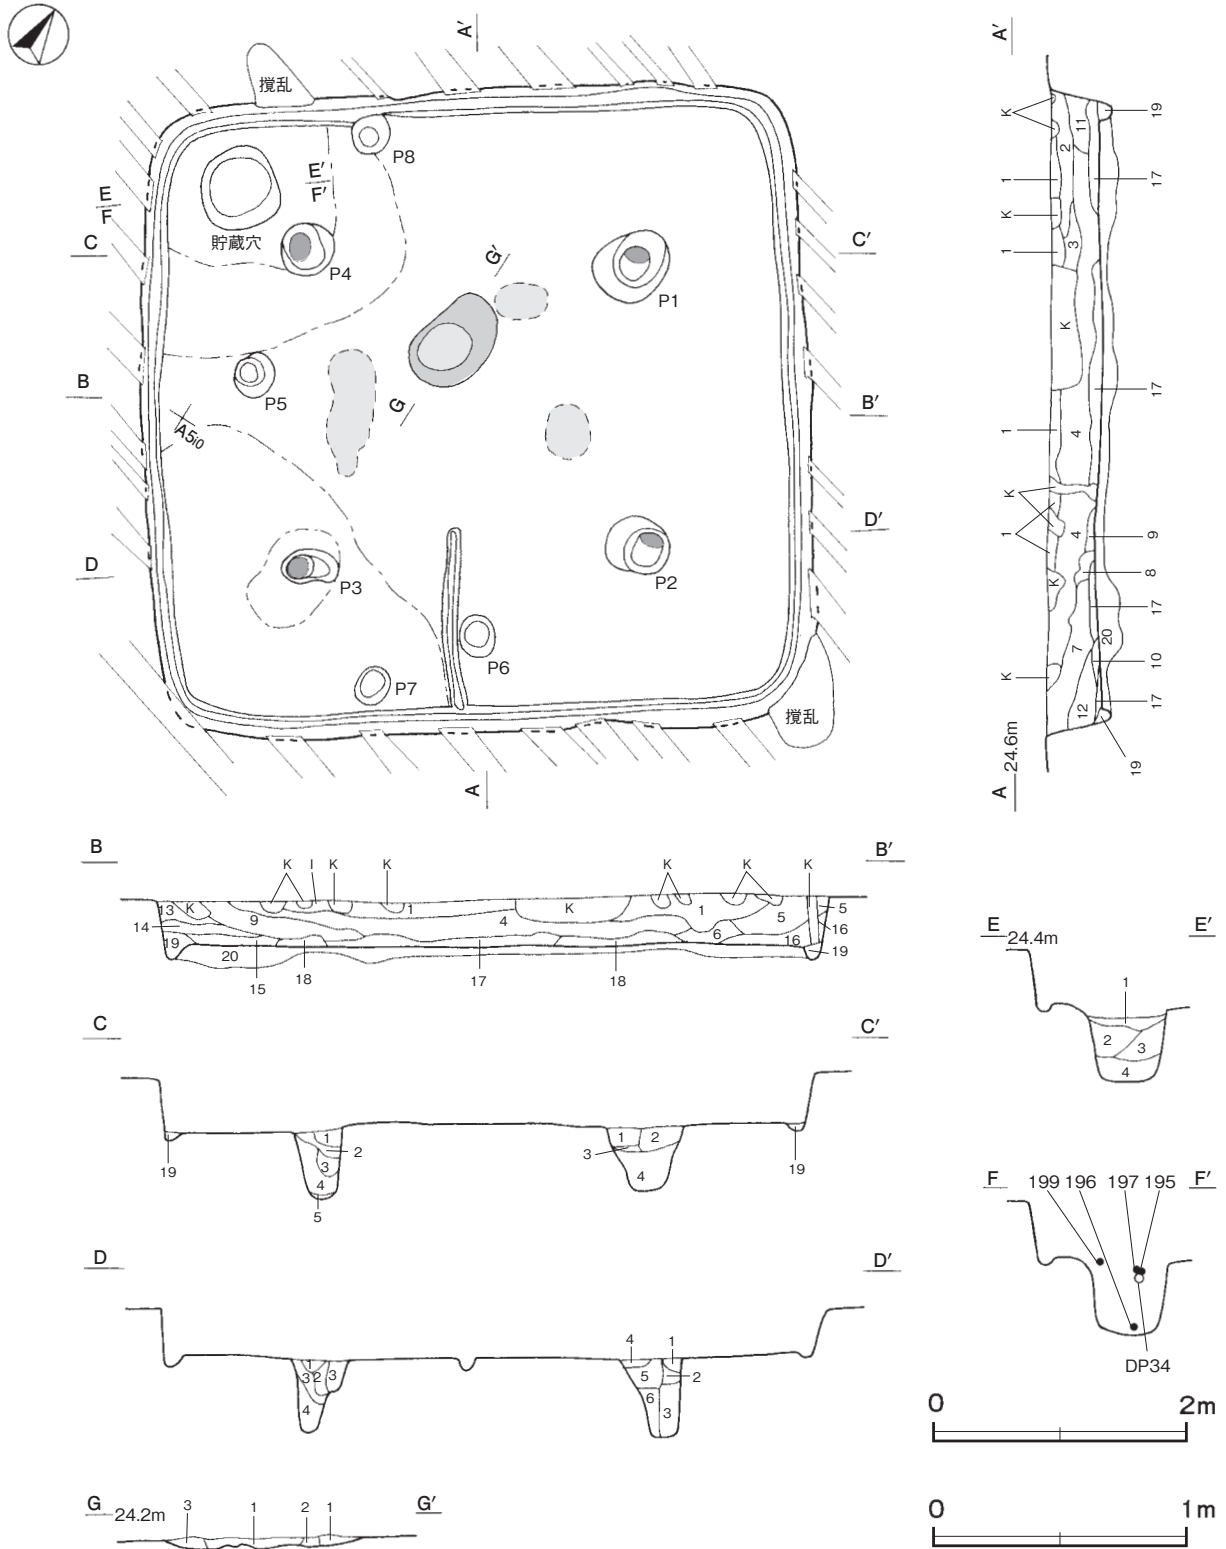 A'
撹乱
P8
E'
F'
E
F
貯蔵穴
C
P4
G'
P1
C'
B
P5
G
B'
A5i0
D
P3
D'
P2
P6
P7
撹乱
A
A'
K
19
11
2
1
17
K
3
1
K
17
1
4
K
1
4
9
8
K
17
7
20
K
10
12
17
A 24.6m
19
B
B'
K I K K K K K
13 K 9 1 4 K 1 5 5
14 6 16 16
19 20 19
15 18 17 18
C
C'
1 2 3 4 5
1 2 3 4
19 19
D
D'
1 3 2 3 4
4 1 5 2 6 3
E 24.4m E'
1
2 3
4
F 199 196 197 195 F'
DP34
0 2m
G 24.2m 3 1 2 1 G'
0 1m